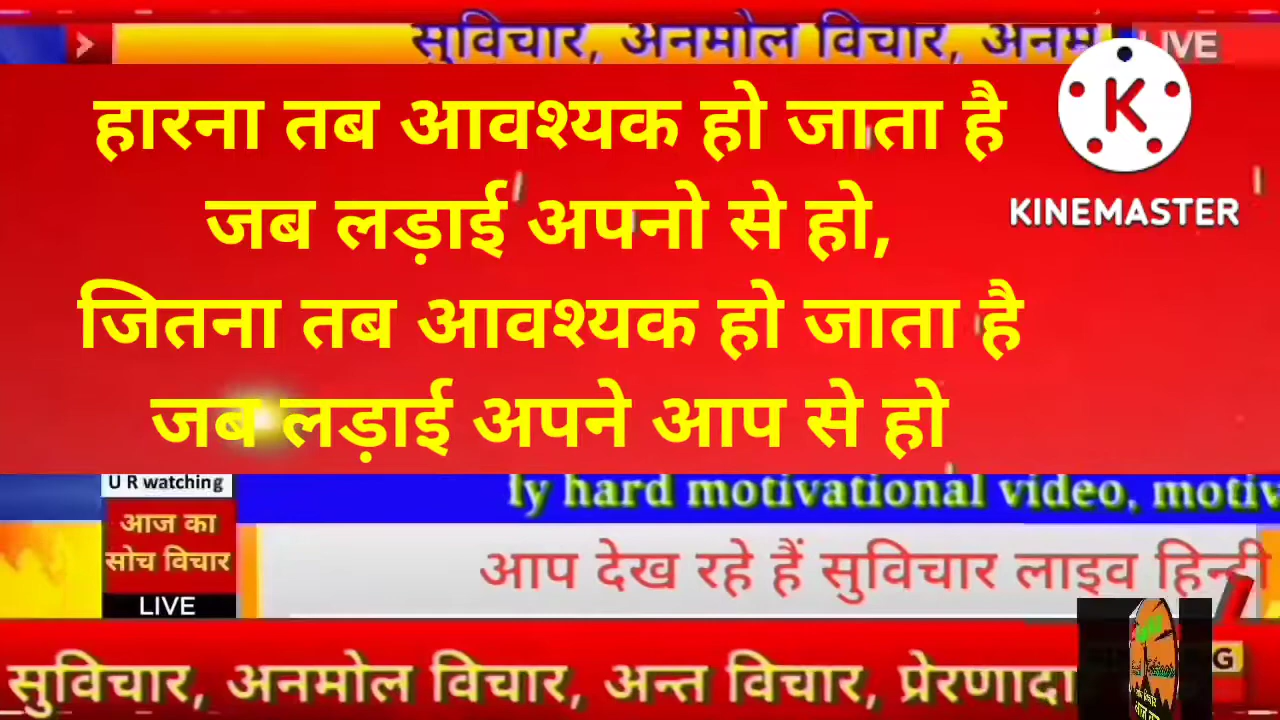 सुविचार, अनमोल विचार, अनम
LIVE
हारना तब आवश्यक हो जाता है
जब लड़ाई अपनो से हो,
जितना तब आवश्यक हो जाता है
जब लड़ाई अपने आप से हो
K
KINEMASTER
U R watching
ly hard motivational video, motiv
आज का
सोच विचार
LIVE
आप देख रहे हैं सुविचार लाइव हिन्दी
सुविचार, अनमोल विचार, अन्त विचार, प्रेरणादा